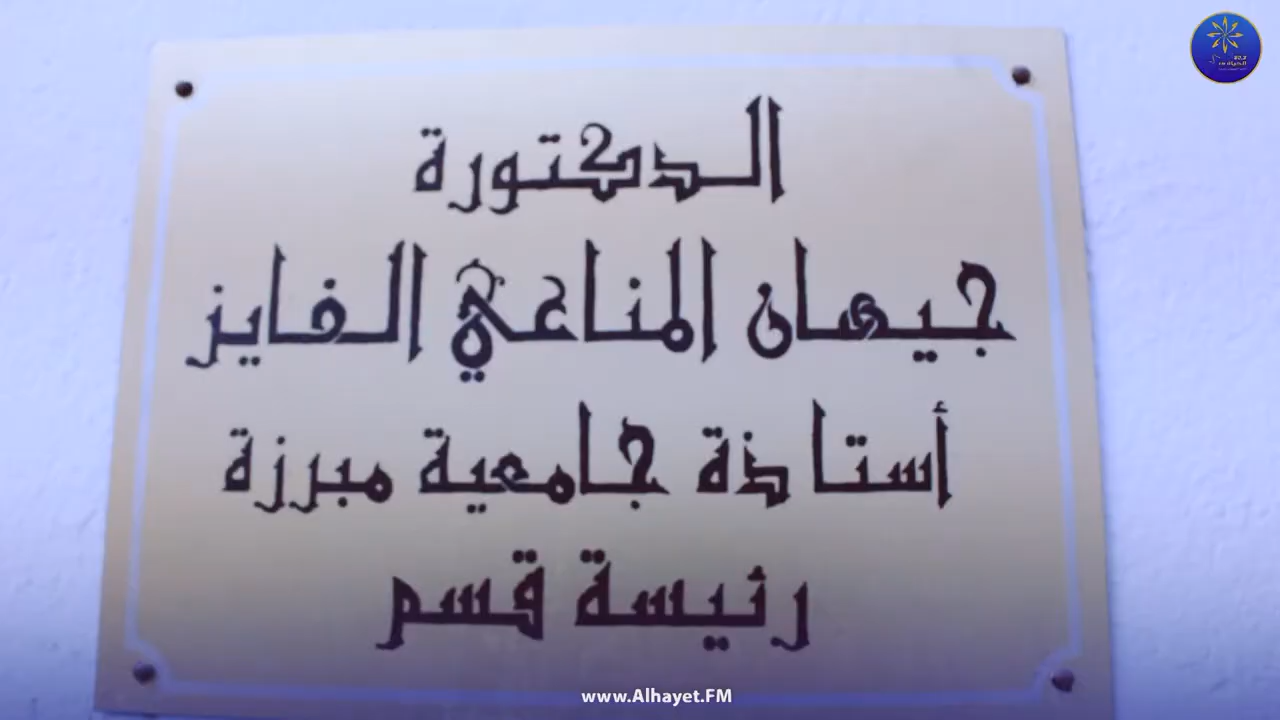 الدكتورة
جيهان المناعي الفايز
أستاذة جامعية مبرزة
رئيسة قسم
www.Alhayet.FM